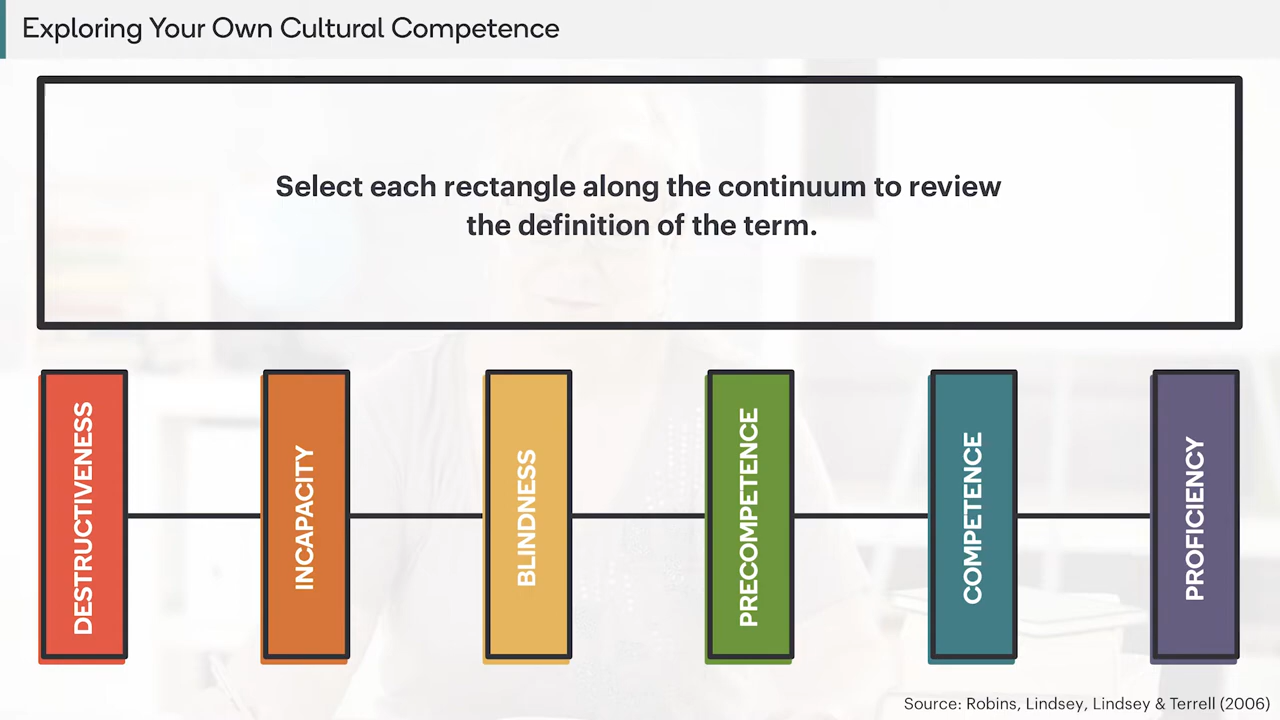 Exploring Your Own Cultural Competence
Select each rectangle along the continuum to review
the definition of the term.
DESTRUCTIVENESS
INCAPACITY
BLINDNESS
PRECOMPETENCE
COMPETENCE
PROFICIENCY
Source: Robins, Lindsey, Lindsey & Terrell (2006)